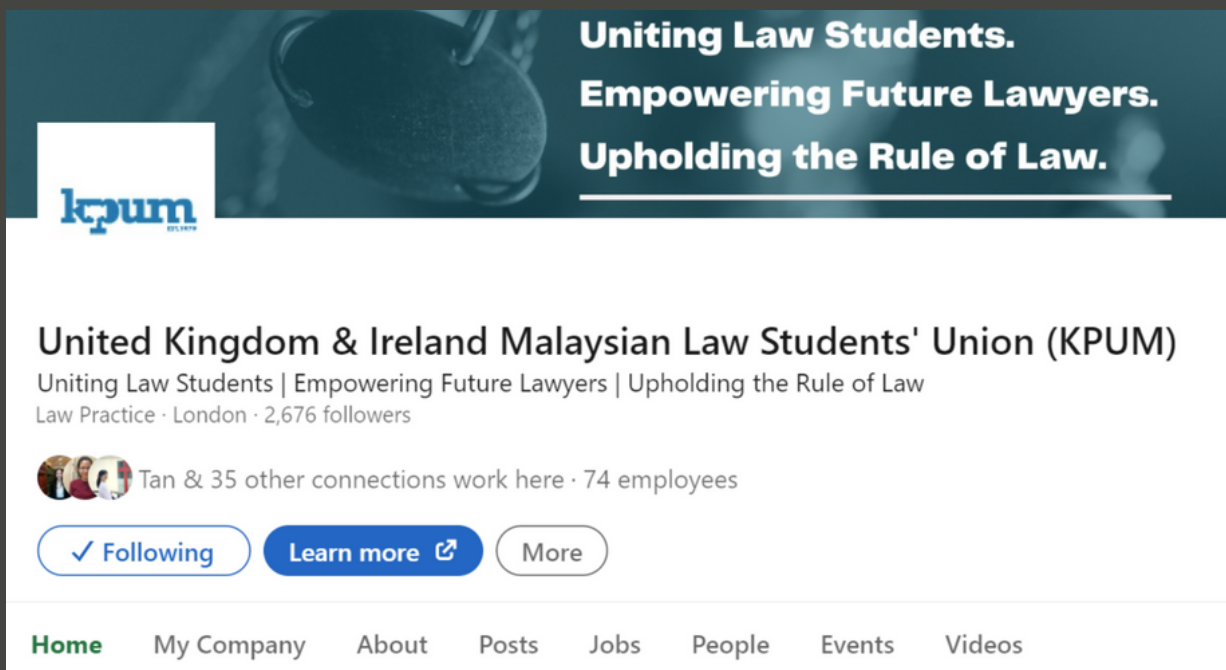 Uniting Law Students.
Empowering Future Lawyers.
Upholding the Rule of Law.
kpum
United Kingdom & Ireland Malaysian Law Students' Union (KPUM)
Uniting Law Students | Empowering Future Lawyers | Upholding the Rule of Law
Law Practice · London · 2,676 followers
Tan & 35 other connections work here · 74 employees
✓ Following
Learn more
More
Home My Company About Posts Jobs People Events Videos